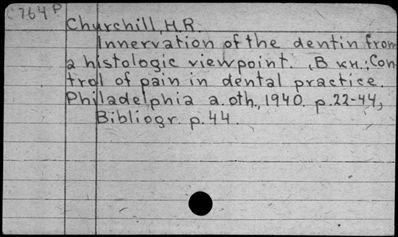 C764P
Churchill, H.R.
Innervation of the dentin from
a histologic viewpoint. , В кн.: Con
trol of pain in dental practice.
Philadelphia a. oth., 1940. p.22-44,
Bibliogr. p.44.